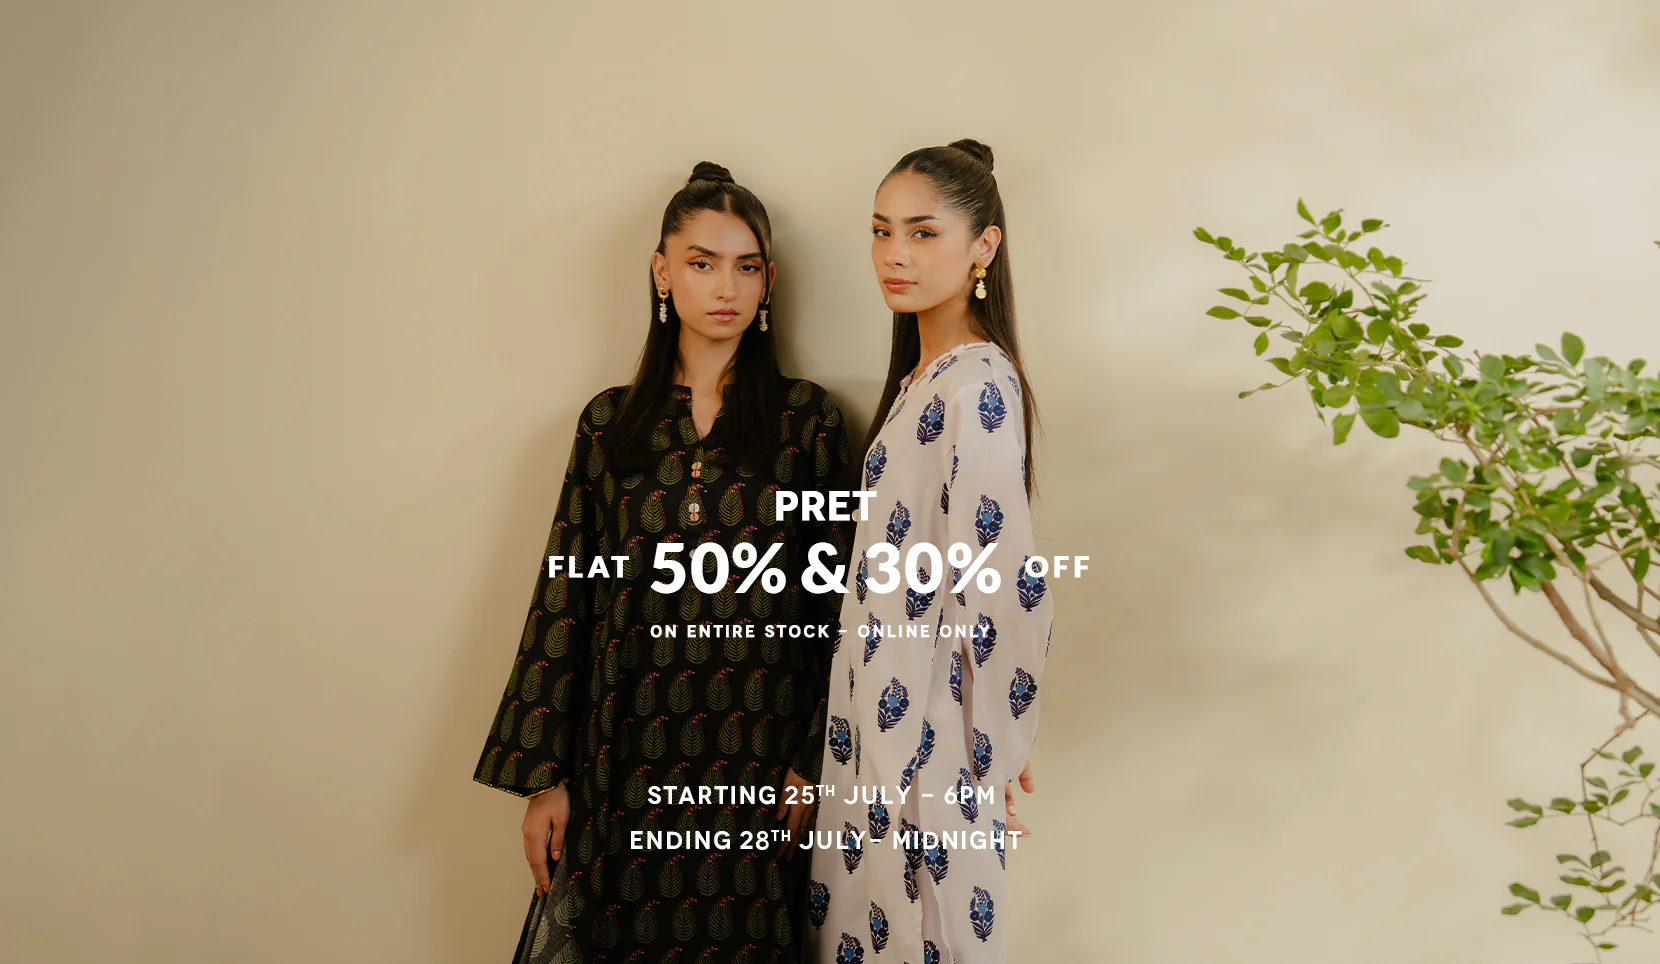 PRET
FLAT 50% & 30% OFF
ON ENTIRE STOCK - ONLINE ONLY
STARTING 25TH JULY - 6PM
ENDING 28TH JULY- MIDNIGHT